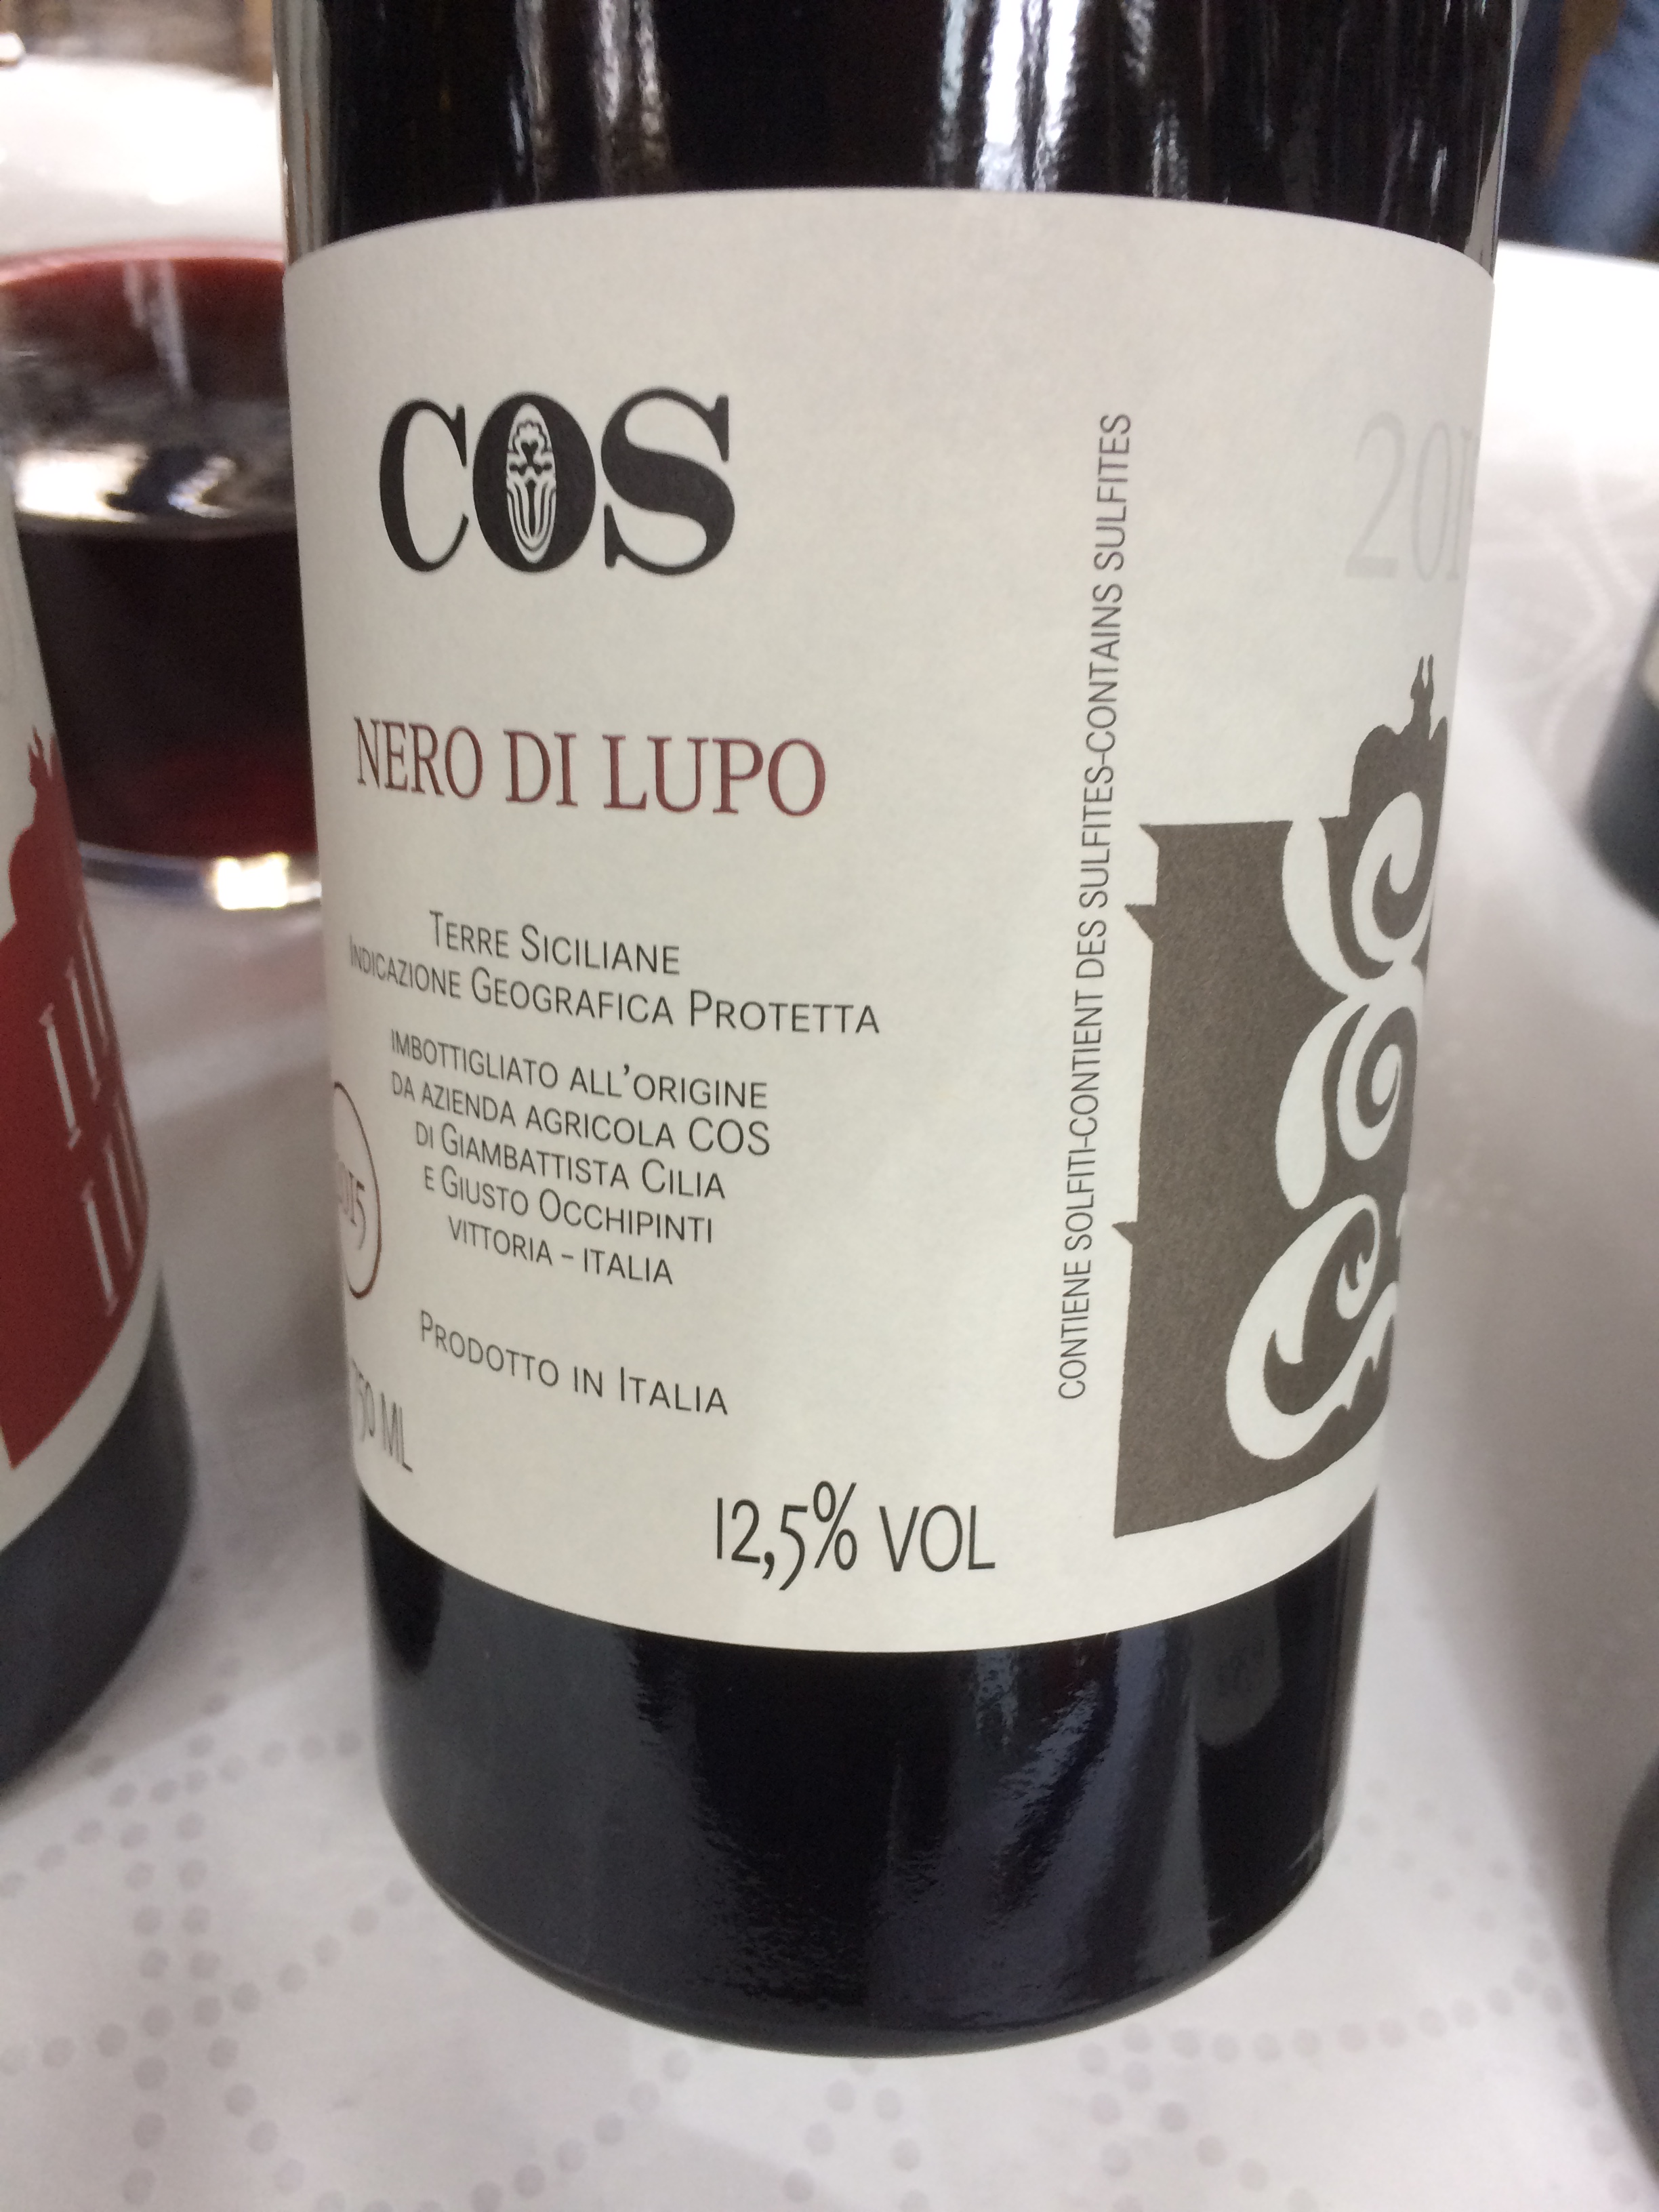 COS
NERO DI LUPO
TERRE SICILIANE
INDICAZIONE GEOGRAFICA PROTETTA
IMBOTTIGLIATO ALL'ORIGINE
DA AZIENDA AGRICOLA COS
DI GIAMBATTISTA CILIA
E GIUSTO OCCHIPINTI
VITTORIA - ITALIA
PRODOTTO IN ITALIA
750 ML
12,5% VOL
CONTIENE SOLFITI-CONTIENT DES SULFITES-CONTAINS SULFITES